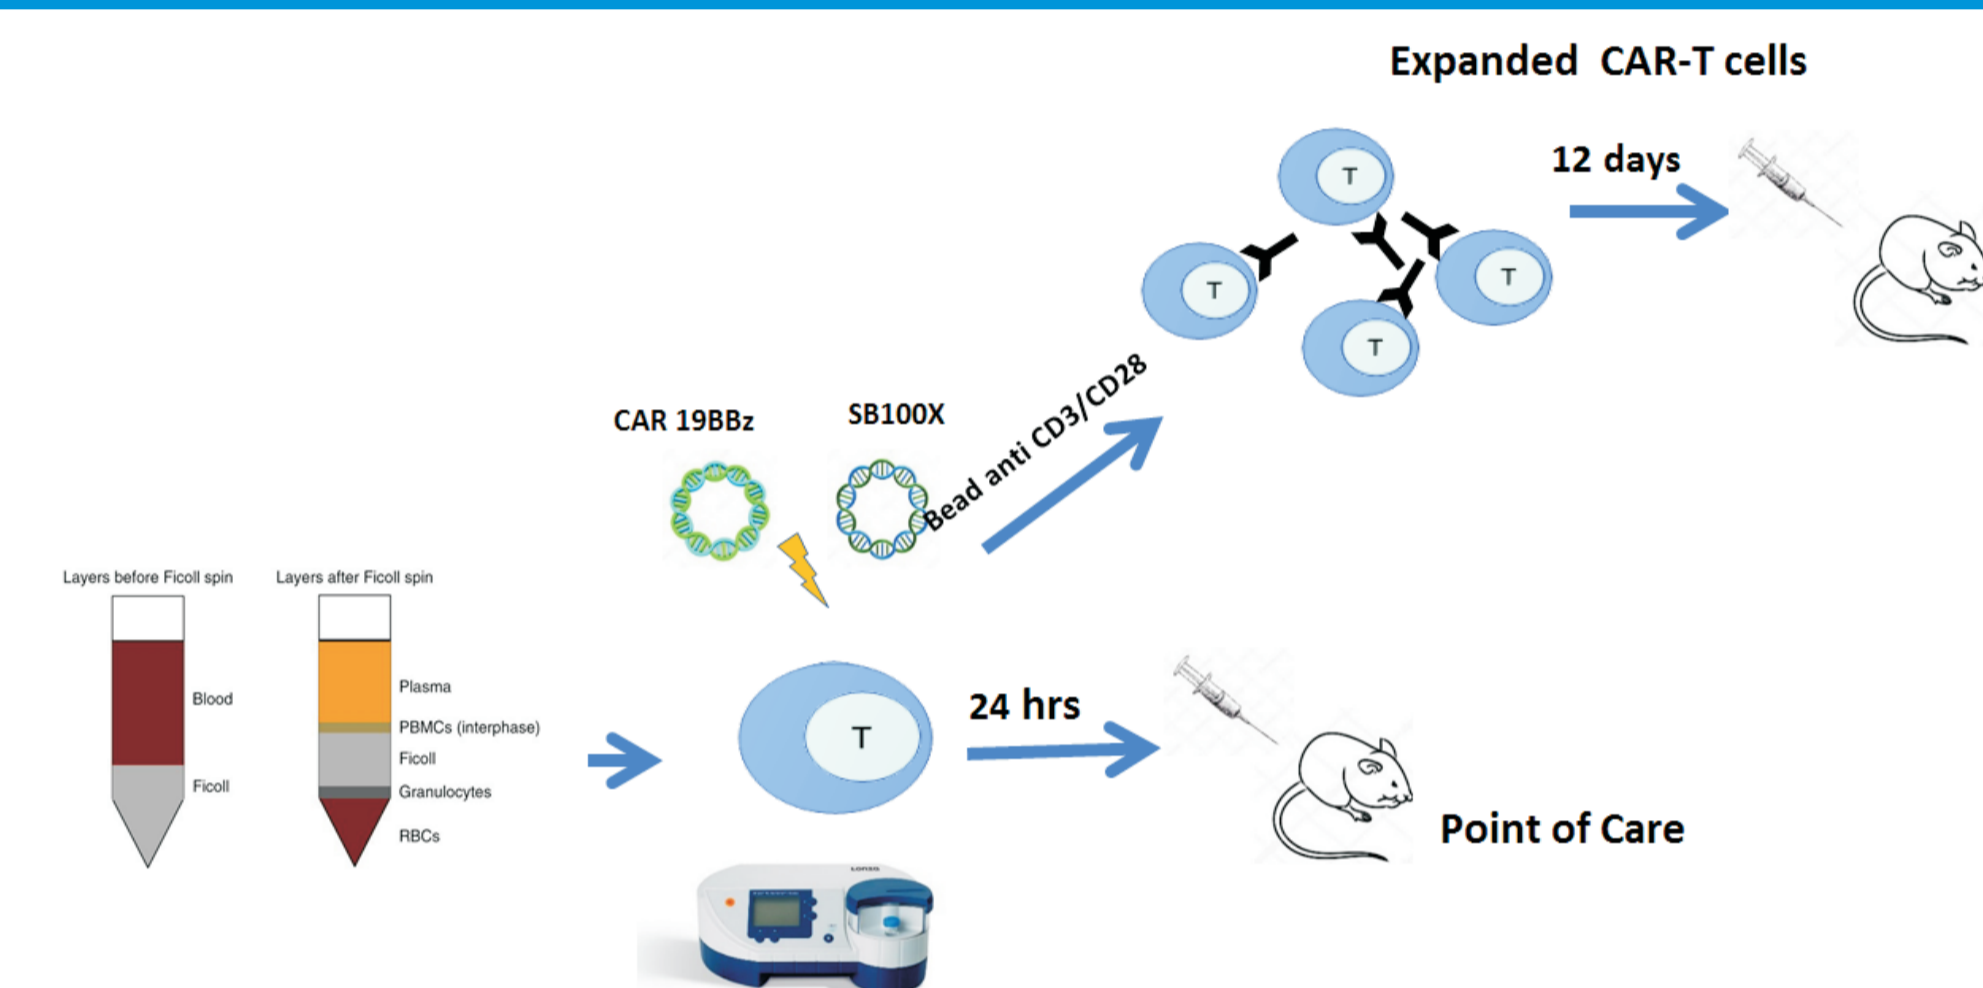 Expanded CAR-T cells
12 days
T
T
T
T
Bead anti CD3/CD28
CAR 19BBz
SB100X
Layers before Ficoll spin
Layers after Ficoll spin
Blood
Ficoll
Plasma
PBMCs (interphase)
Ficoll
Granulocytes
RBCs
T
24 hrs
Point of Care
Lonza